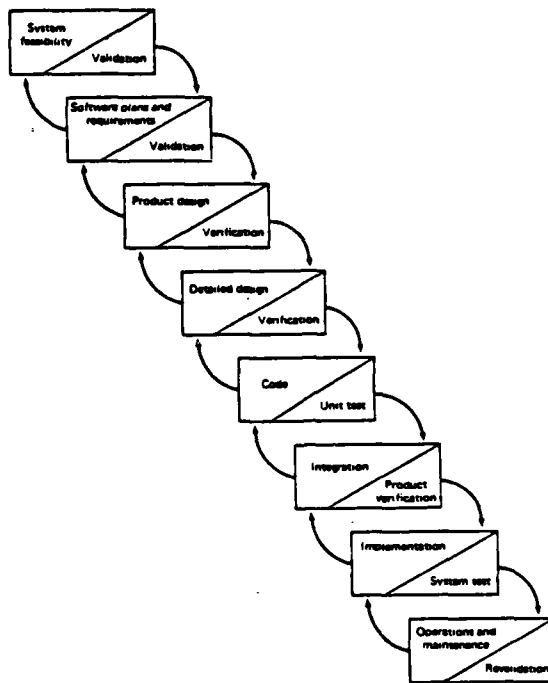 System
feasibility
Validation
Software plans and
requirements
Validation
Product design
Verification
Detailed design
Verification
Code
Unit test
Integration
Product
verification
Implementation
System test
Operations and
maintenance
Revalidation